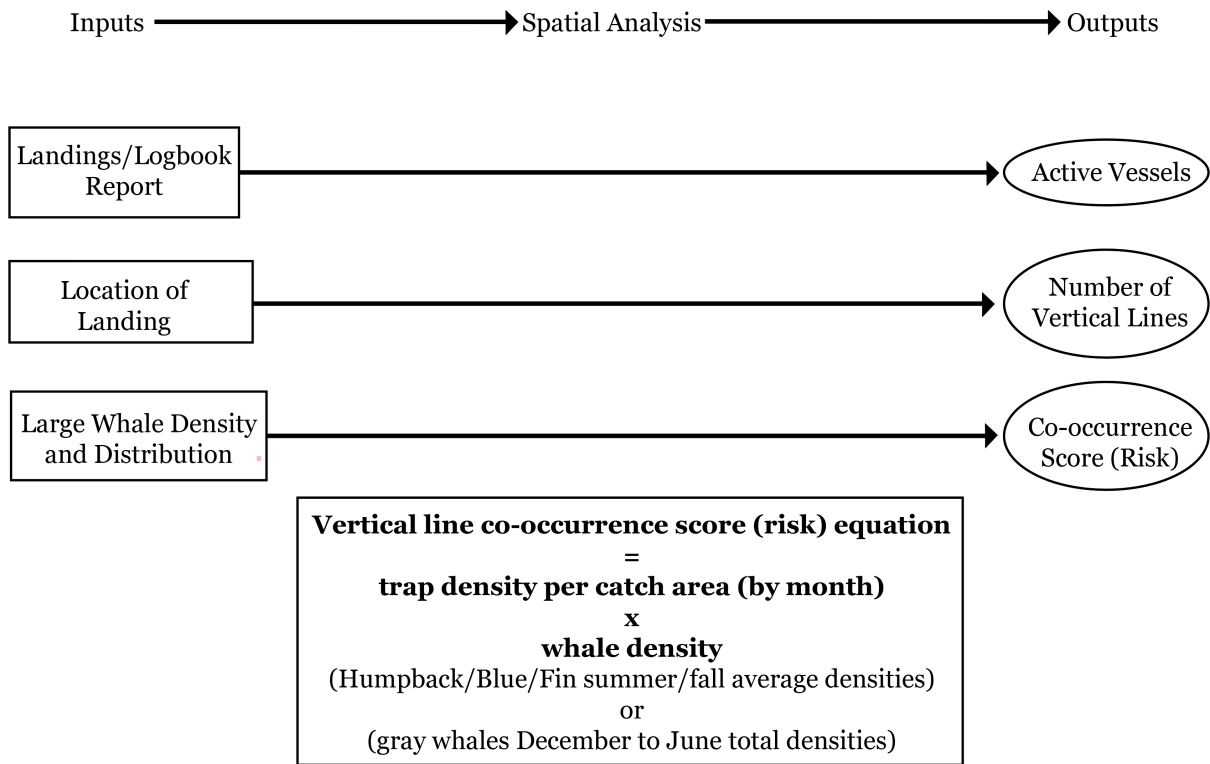 Inputs
Spatial Analysis
Outputs
Landings/Logbook
Report
Active Vessels
Location of
Landing
Number of
Vertical Lines
Large Whale Density
and Distribution
Co-occurrence
Score (Risk)
Vertical line co-occurrence score (risk) equation
=
trap density per catch area (by month)
x
whale density
(Humpback/Blue/Fin summer/fall average densities)
or
(gray whales December to June total densities)